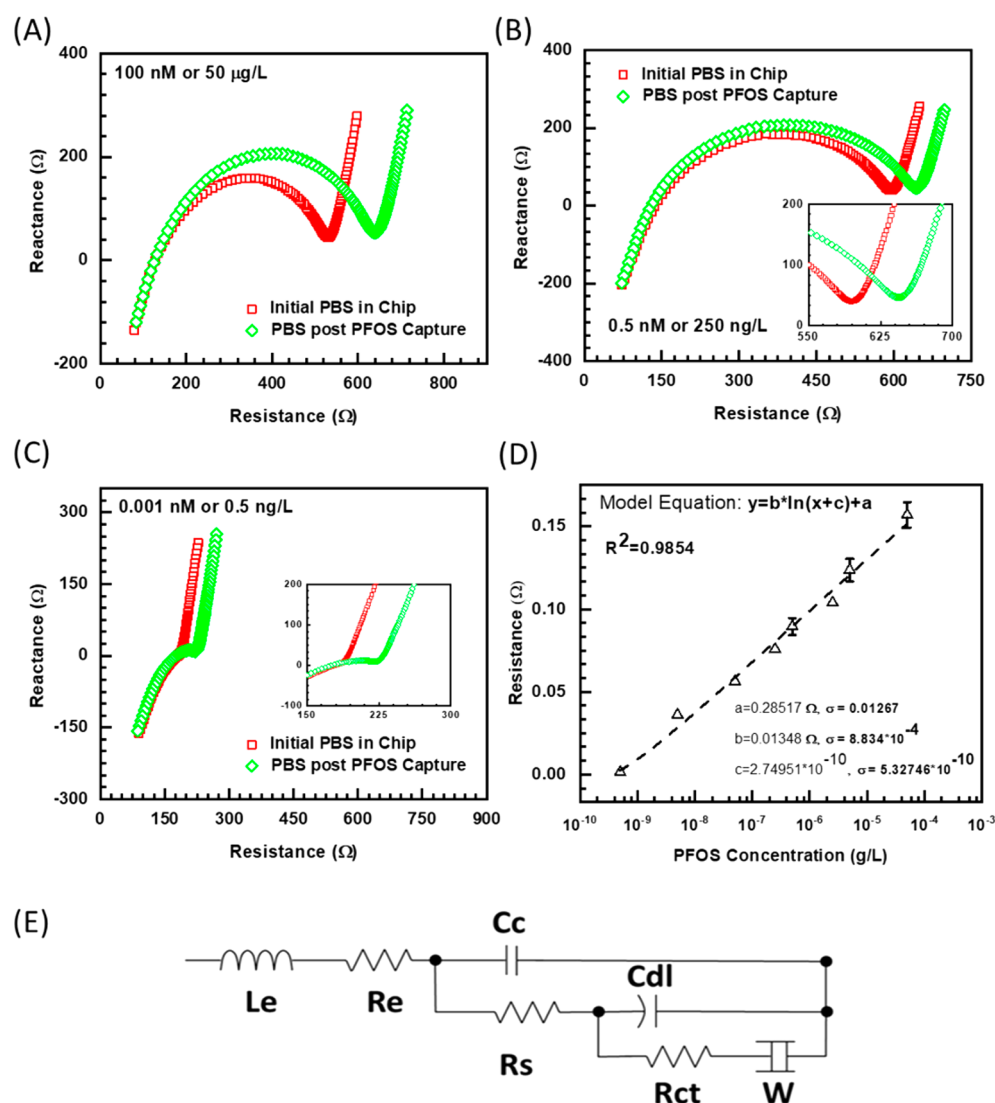 (A)
400
200
0
-200
0
200
400
600
800
Reactance (Ω)
Resistance (Ω)
100 nM or 50 μg/L
Initial PBS in Chip
PBS post PFOS Capture
(B)
400
200
0
-200
-400
0
150
300
450
600
750
Reactance (Ω)
Resistance (Ω)
Initial PBS in Chip
PBS post PFOS Capture
0.5 nM or 250 ng/L
200
100
0
550
625
700
(C)
300
150
0
-150
-300
0
150
300
450
600
750
900
Reactance (Ω)
Resistance (Ω)
0.001 nM or 0.5 ng/L
200
100
0
-100
150
225
300
Initial PBS in Chip
PBS post PFOS Capture
(D)
0.15
0.10
0.05
0.00
10-10
10-9
10-8
10-7
10-6
10-5
10-4
10-3
Resistance (Ω)
PFOS Concentration (g/L)
Model Equation: y=b*ln(x+c)+a
R2=0.9854
a=0.28517 Ω, σ = 0.01267
b=0.01348 Ω, σ = 8.834*10-4
c=2.74951*10-10, σ = 5.32746*10-10
(E)
Cc
Cdl
Le
Re
Rs
Rct
W